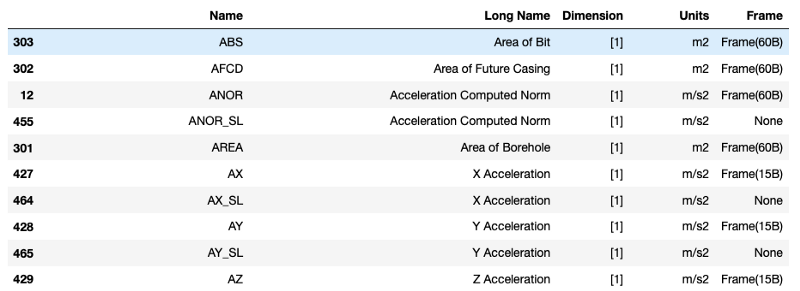 Name Long Name Dimension Units Frame
303 ABS Area of Bit [1] m2 Frame(60B)
302 AFCD Area of Future Casing [1] m2 Frame(60B)
12 ANOR Acceleration Computed Norm [1] m/s2 Frame(60B)
455 ANOR_SL Acceleration Computed Norm [1] m/s2 None
301 AREA Area of Borehole [1] m2 Frame(60B)
427 AX X Acceleration [1] m/s2 Frame(15B)
464 AX_SL X Acceleration [1] m/s2 None
428 AY Y Acceleration [1] m/s2 Frame(15B)
465 AY_SL Y Acceleration [1] m/s2 None
429 AZ Z Acceleration [1] m/s2 Frame(15B)